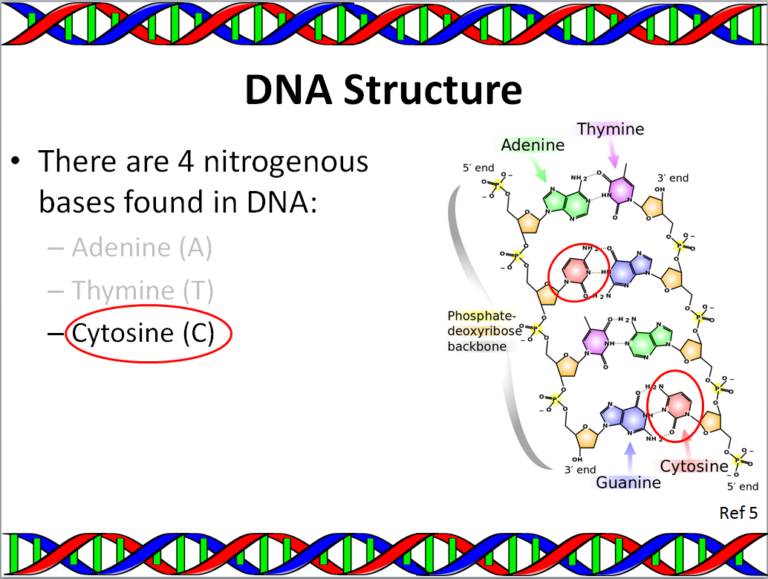 DNA Structure
• There are 4 nitrogenous
bases found in DNA:
– Adenine (A)
– Thymine (T)
– Cytosine (C)
Thymine
Adenine
5′ end
3′ end
Phosphate-
deoxyribose
backbone
3′ end
Guanine
Cytosine
5′ end
Ref 5